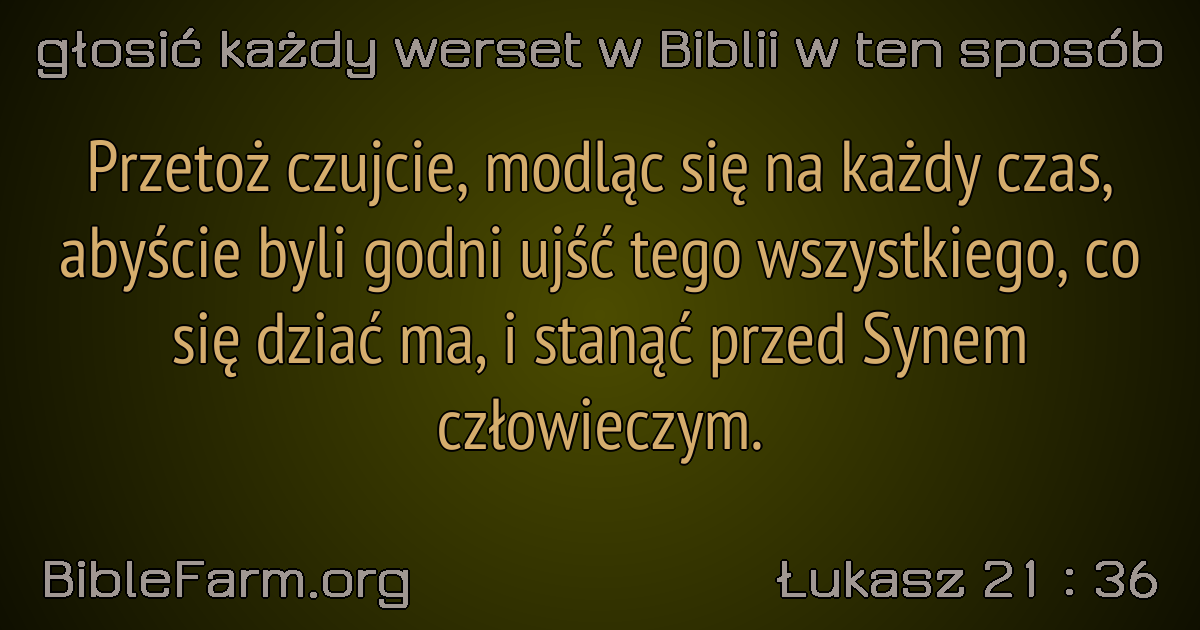 głosić każdy werset w Biblii w ten sposób
Przetoż czujcie, modląc się na każdy czas,
abyście byli godni ujść tego wszystkiego, co
się dziać ma, i stanąć przed Synem
człowieczym.
BibleFarm.org
Łukasz 21 : 36